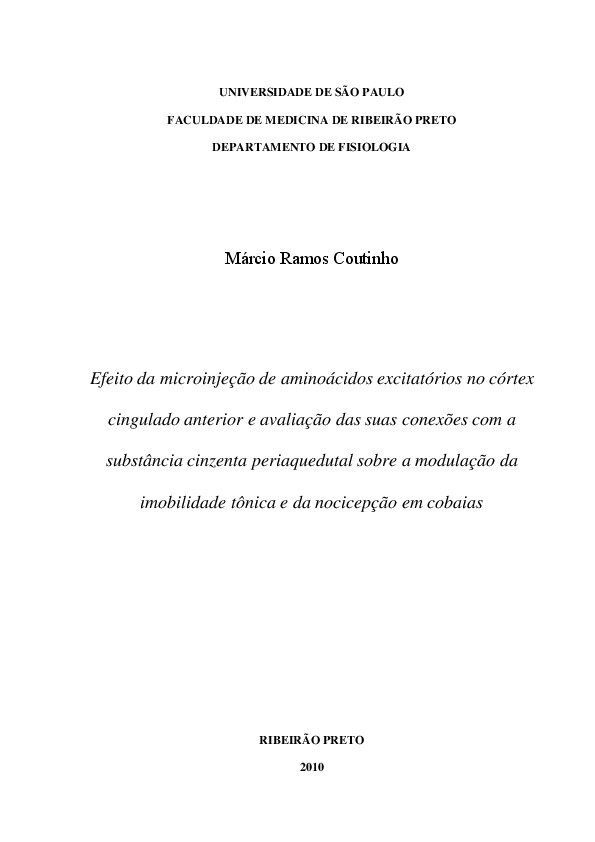 UNIVERSIDADE DE SÃO PAULO
FACULDADE DE MEDICINA DE RIBEIRÃO PRETO
DEPARTAMENTO DE FISIOLOGIA
Márcio Ramos Coutinho
Efeito da microinjeção de aminoácidos excitatórios no córtex
cingulado anterior e avaliação das suas conexões com a
substância cinzenta periaquedutal sobre a modulação da
imobilidade tônica e da nocicepção em cobaias
RIBEIRÃO PRETO
2010